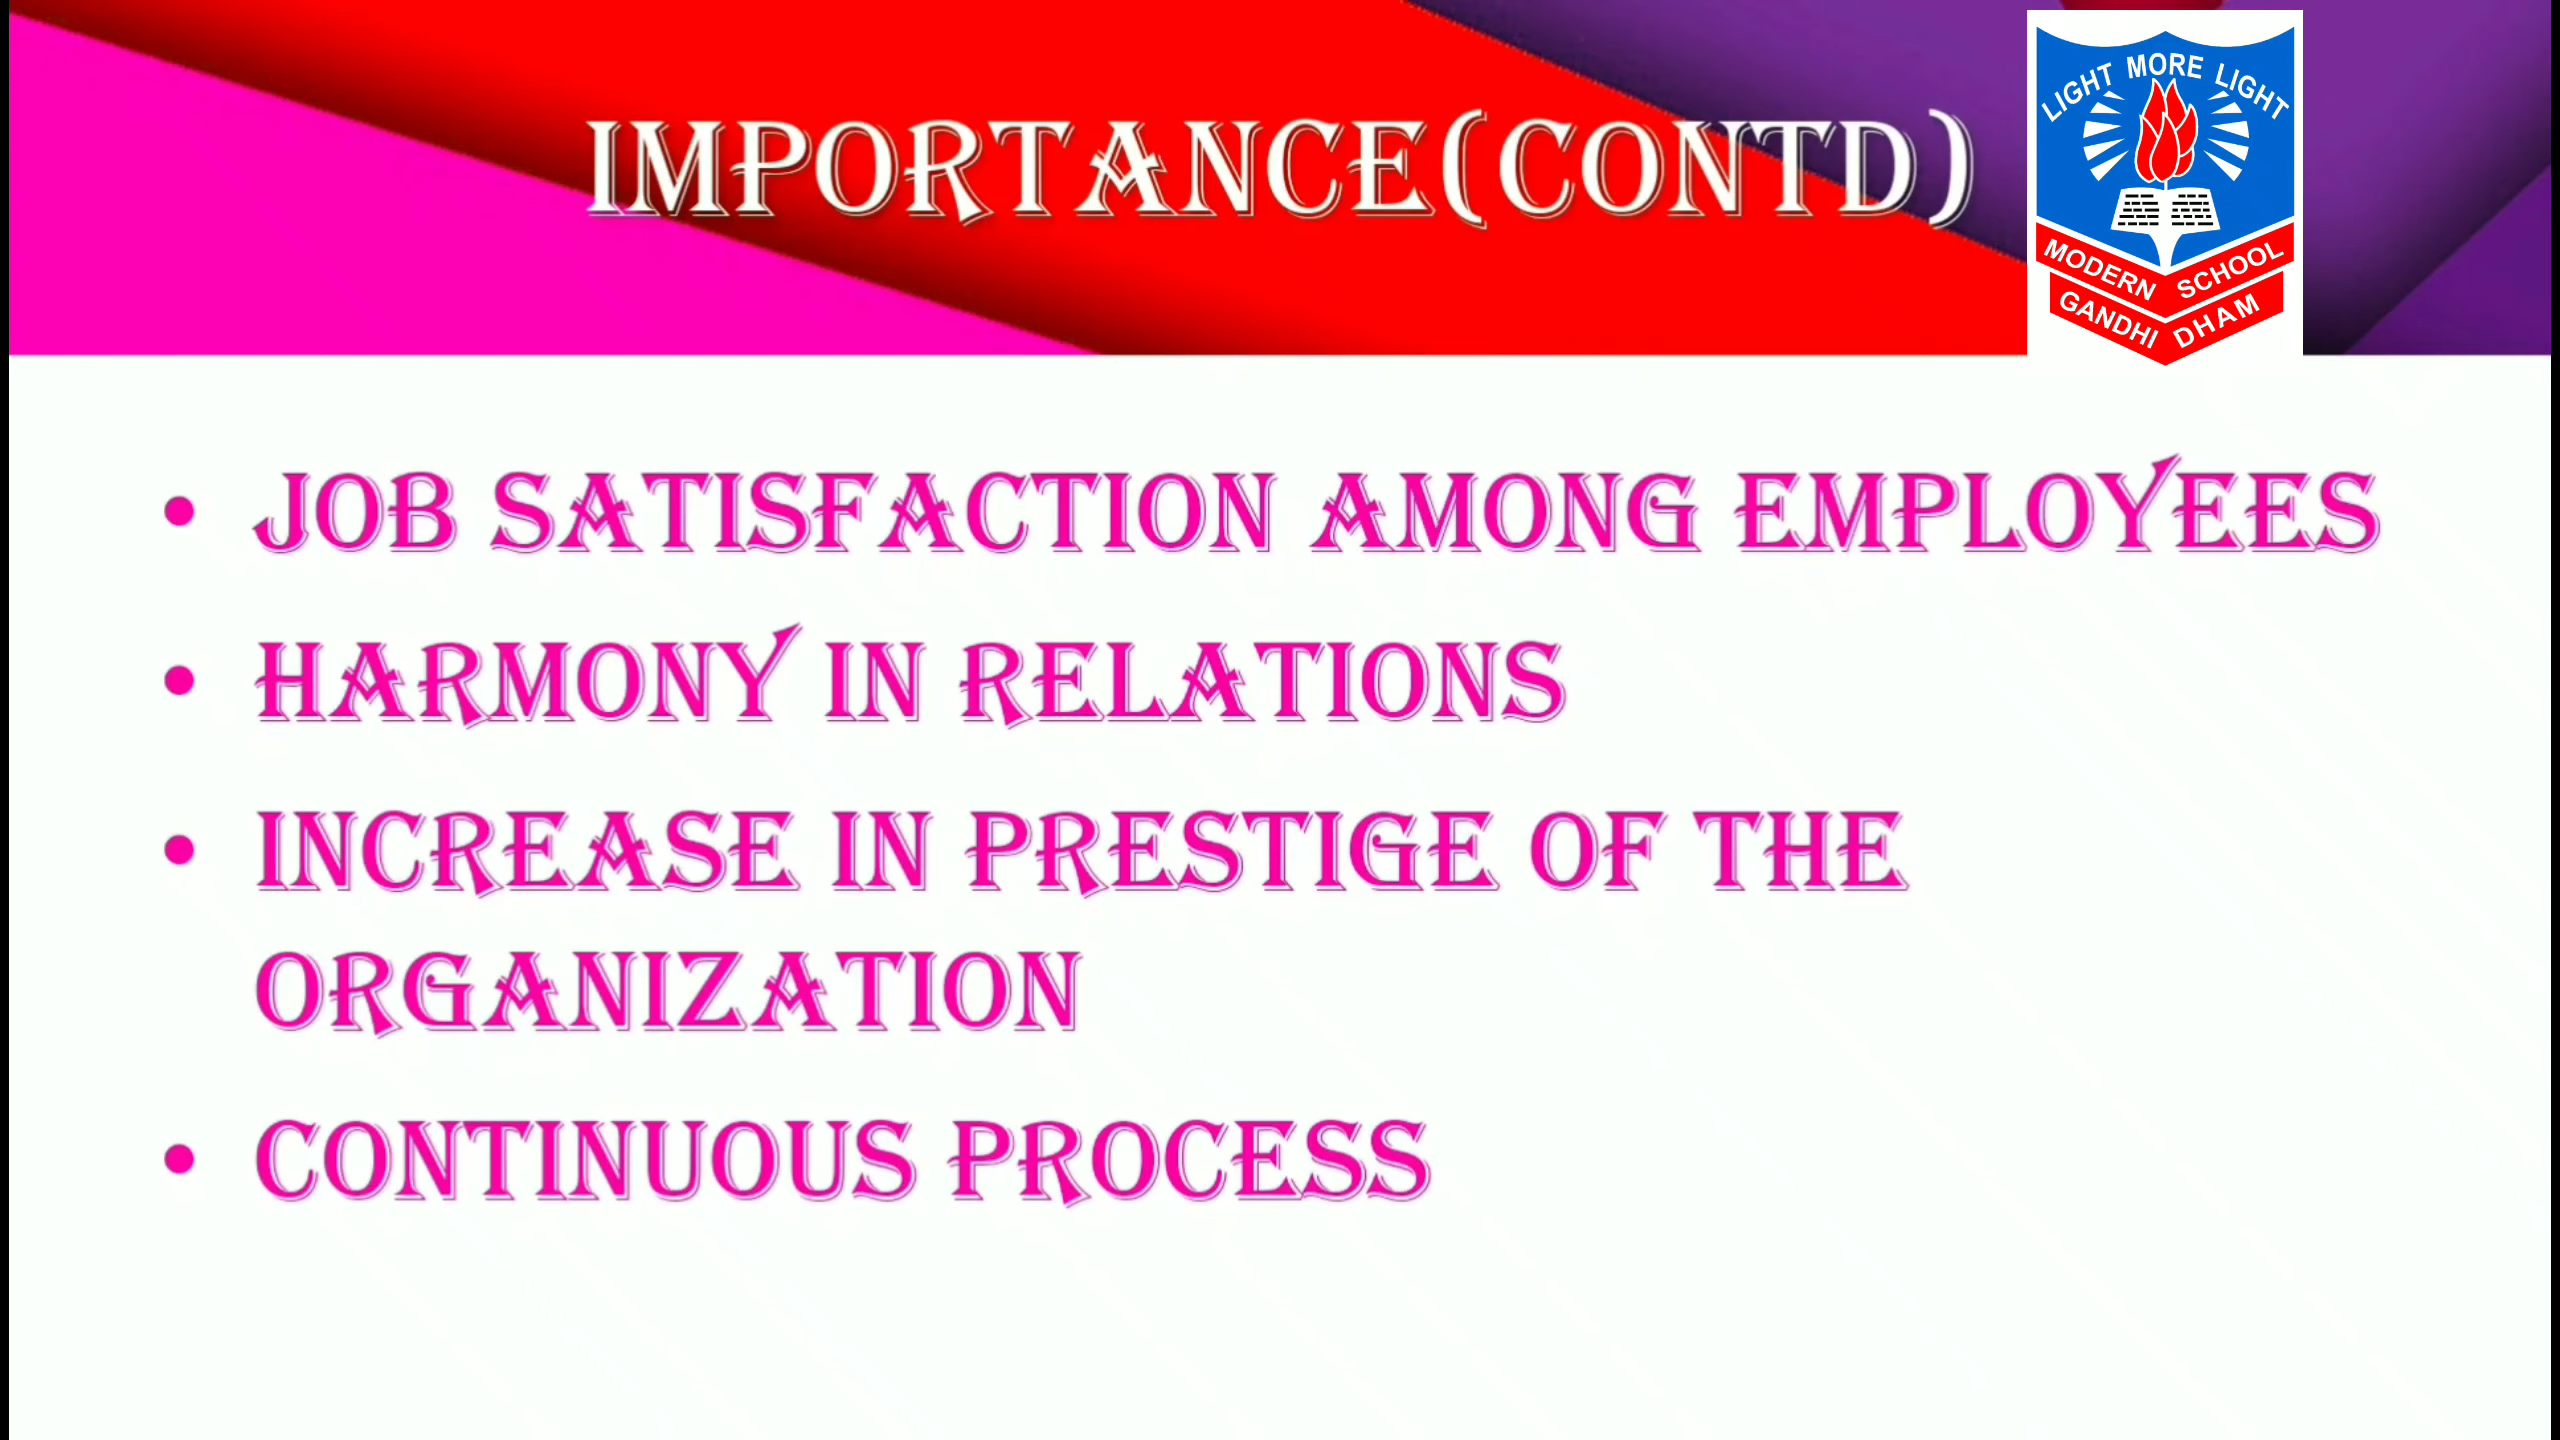 IMPORTANCE(CONTD)
LIGHT MORE LIGHT
MODERN SCHOOL
GANDHI DHAM
• JOB SATISFACTION AMONG EMPLOYEES
• HARMONY IN RELATIONS
• INCREASE IN PRESTIGE OF THE
ORGANIZATION
• CONTINUOUS PROCESS